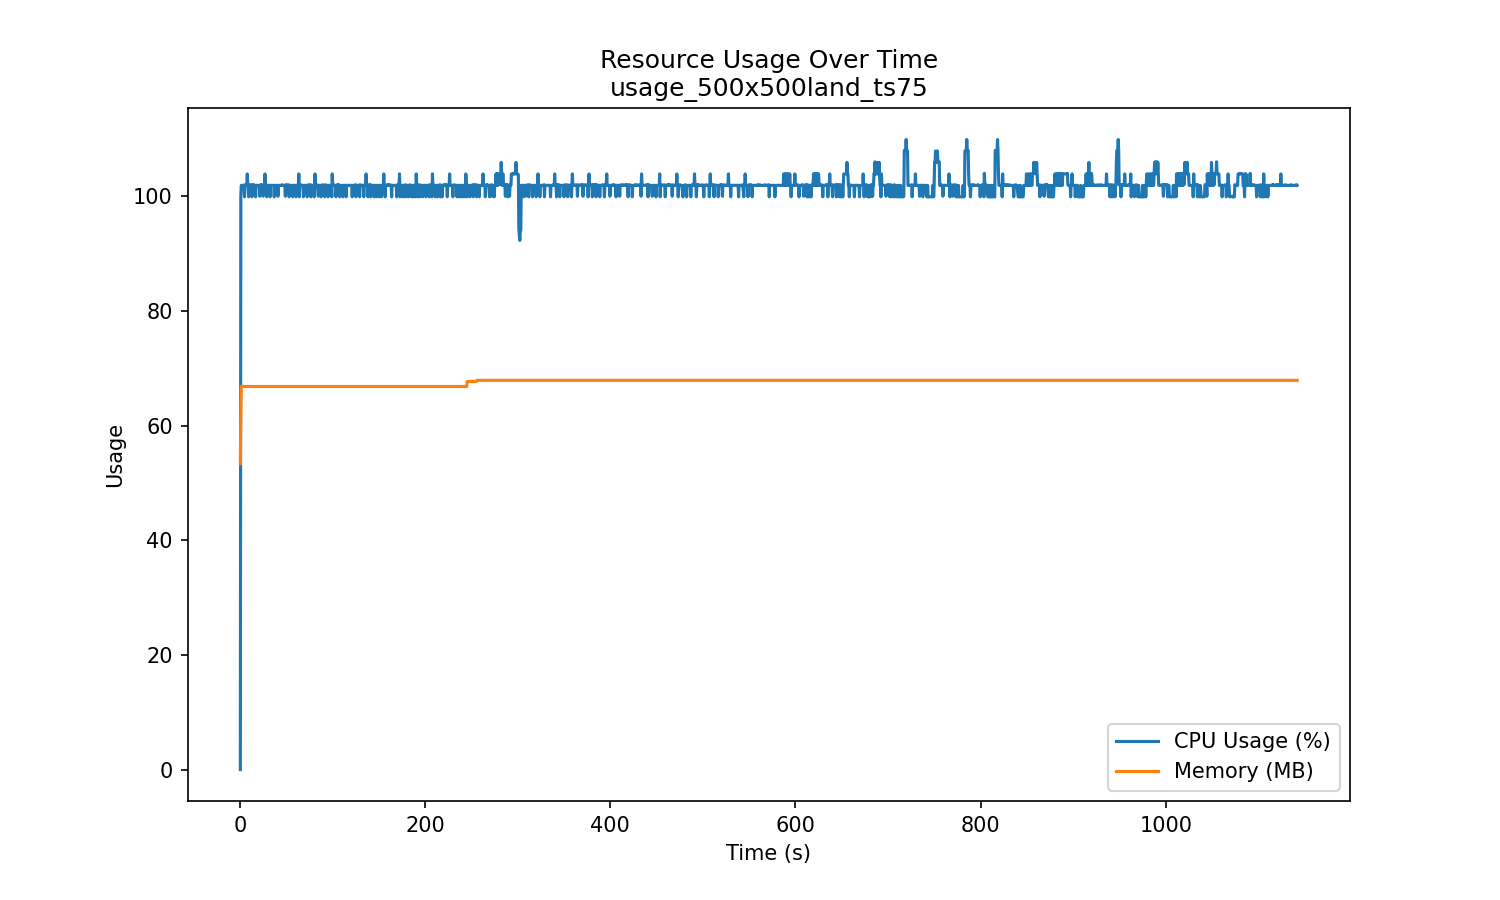 Resource Usage Over Time
usage_500x500land_ts75
100
80
60
40
20
0
Usage
0 200 400 600 800 1000
Time (s)
CPU Usage (%)
Memory (MB)